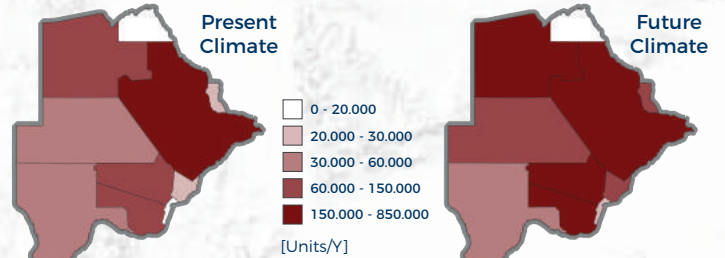 Present
Climate
Future
Climate
0 - 20.000
20.000 - 30.000
30.000 - 60.000
60.000 - 150.000
150.000 - 850.000
[Units/Y]